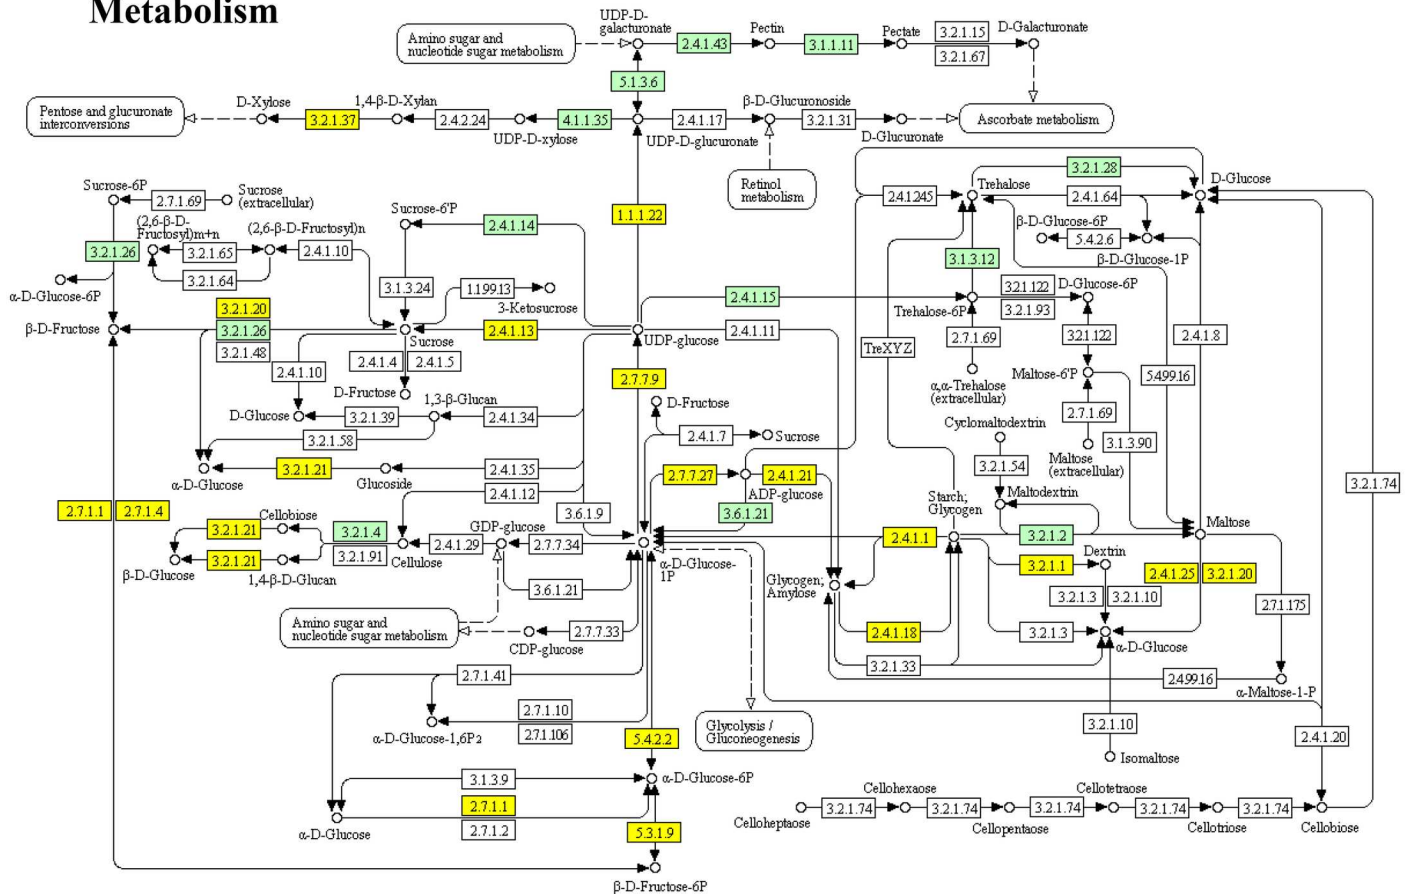 Metabolism
UDP-D-
galacturonate
Pectin
Pectate
D-Galacturonate
Amino sugar and
nucleotide sugar metabolism
2.4.1.43
3.1.1.11
3.2.1.15
3.2.1.67
5.1.3.6
Pentose and glucuronate
interconversions
D-Xylose
1,4-β-D-Xylan
β-D-Glucuronoside
3.2.1.37
2.4.2.24
4.1.1.35
2.4.1.17
3.2.1.31
Ascorbate metabolism
UDP-D-xylose
UDP-D-glucuronate
D-Glucuronate
Retinol
metabolism
Sucrose-6P
2.7.1.69
Sucrose
(extracellular)
Sucrose-6'P
2.4.1.14
1.1.1.22
2.4.1.245
Trehalose
3.2.1.28
2.4.1.64
D-Glucose
(2,6-β-D-
Fructosyl)m+n
(2,6-β-D-Fructosyl)n
3.2.1.26
3.2.1.65
2.4.1.10
3.2.1.64
β-D-Glucose-6P
5.4.2.6
β-D-Glucose-1P
3.1.3.12
α-D-Glucose-6P
3.1.3.24
1.1.99.13
3-Ketosucrose
2.4.1.15
Trehalose-6P
3.2.1.122
3.2.1.93
D-Glucose-6P
β-D-Fructose
3.2.1.20
3.2.1.26
3.2.1.48
Sucrose
2.4.1.13
UDP-glucose
2.4.1.11
2.7.1.69
3.2.1.122
2.4.1.8
TreXYZ
2.4.1.10
2.4.1.4
2.4.1.5
D-Fructose
2.7.7.9
α,α-Trehalose
(extracellular)
Maltose-6'P
5.4.99.16
D-Glucose
3.2.1.39
1,3-β-Glucan
2.4.1.34
D-Fructose
2.7.1.69
3.2.1.58
2.4.1.7
Sucrose
Cyclomaltodextrin
3.1.3.90
Maltose
(extracellular)
α-D-Glucose
3.2.1.21
Glucoside
2.4.1.35
2.7.7.27
2.4.1.21
ADP-glucose
3.2.1.54
3.2.1.74
2.4.1.12
Starch;
Glycogen
Maltodextrin
2.7.1.1
2.7.1.4
3.6.1.9
3.6.1.21
Cellobiose
3.2.1.21
3.2.1.4
GDP-glucose
Maltose
3.2.1.21
3.2.1.91
2.4.1.29
2.7.7.34
2.4.1.1
3.2.1.2
β-D-Glucose
1,4-β-D-Glucan
Cellulose
α-D-Glucose-
1P
3.2.1.1
Dextrin
2.4.1.25
3.2.1.20
3.6.1.21
Glycogen;
Amylose
3.2.1.3
3.2.1.10
2.7.1.175
Amino sugar and
nucleotide sugar metabolism
CDP-glucose
2.7.7.33
2.4.1.18
3.2.1.3
α-D-Glucose
3.2.1.33
2.7.1.41
2.4.99.16
α-Maltose-1-P
2.7.1.10
2.7.1.106
α-D-Glucose-1,6P2
5.4.2.2
Glycolysis /
Gluconeogenesis
3.2.1.10
2.4.1.20
Isomaltose
3.1.3.9
α-D-Glucose-6P
2.7.1.1
2.7.1.2
α-D-Glucose
5.3.1.9
β-D-Fructose-6P
Cellohexaose
Cellotetraose
3.2.1.74
3.2.1.74
3.2.1.74
3.2.1.74
3.2.1.74
Celloheptaose
Cellopentaose
Cellotriose
Cellobiose